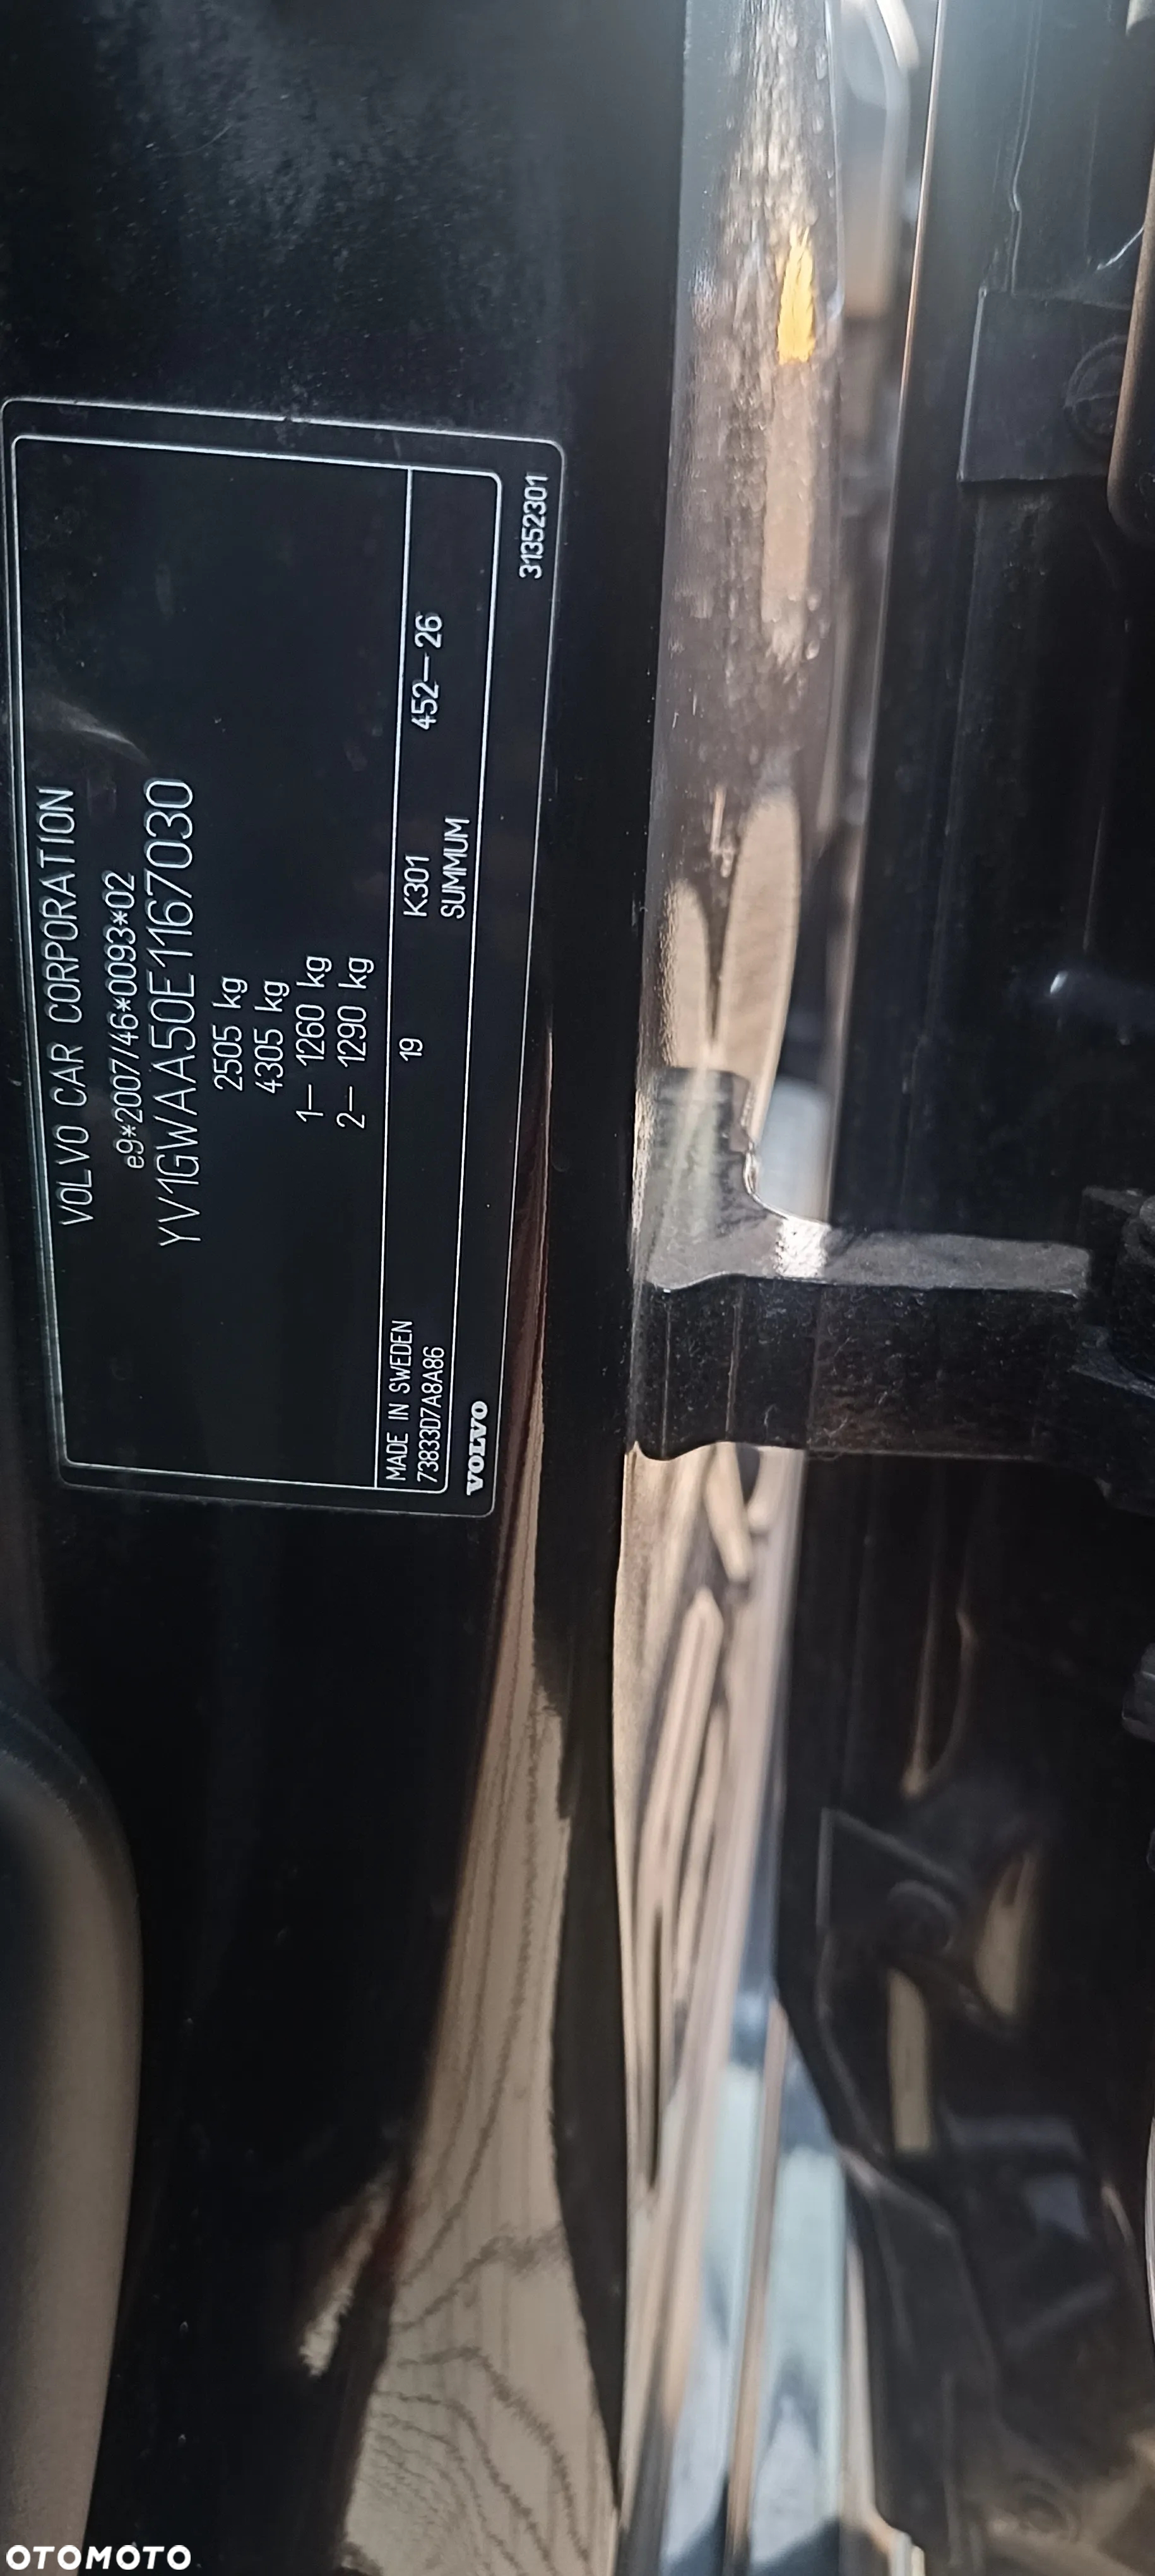 VOLVO CAR CORPORATION
e9*2007/46*0093*02
YV1GWAA50E1167030
2505 kg
4305 kg
1— 1260 kg
2— 1290 kg
MADE IN SWEDEN 19 K301 452—26
73833D7A8A86 SUMMUM
VOLVO 31352301
OTOMOTO